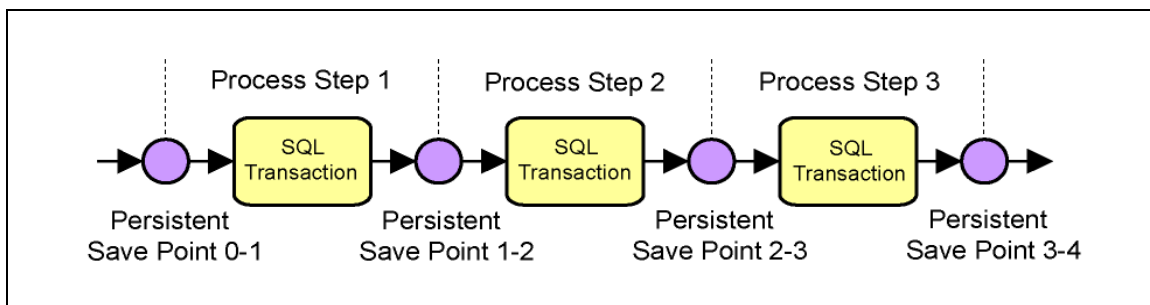 Process Step 1
Process Step 2
Process Step 3
SQL
Transaction
SQL
Transaction
SQL
Transaction
Persistent
Save Point 0-1
Persistent
Save Point 1-2
Persistent
Save Point 2-3
Persistent
Save Point 3-4